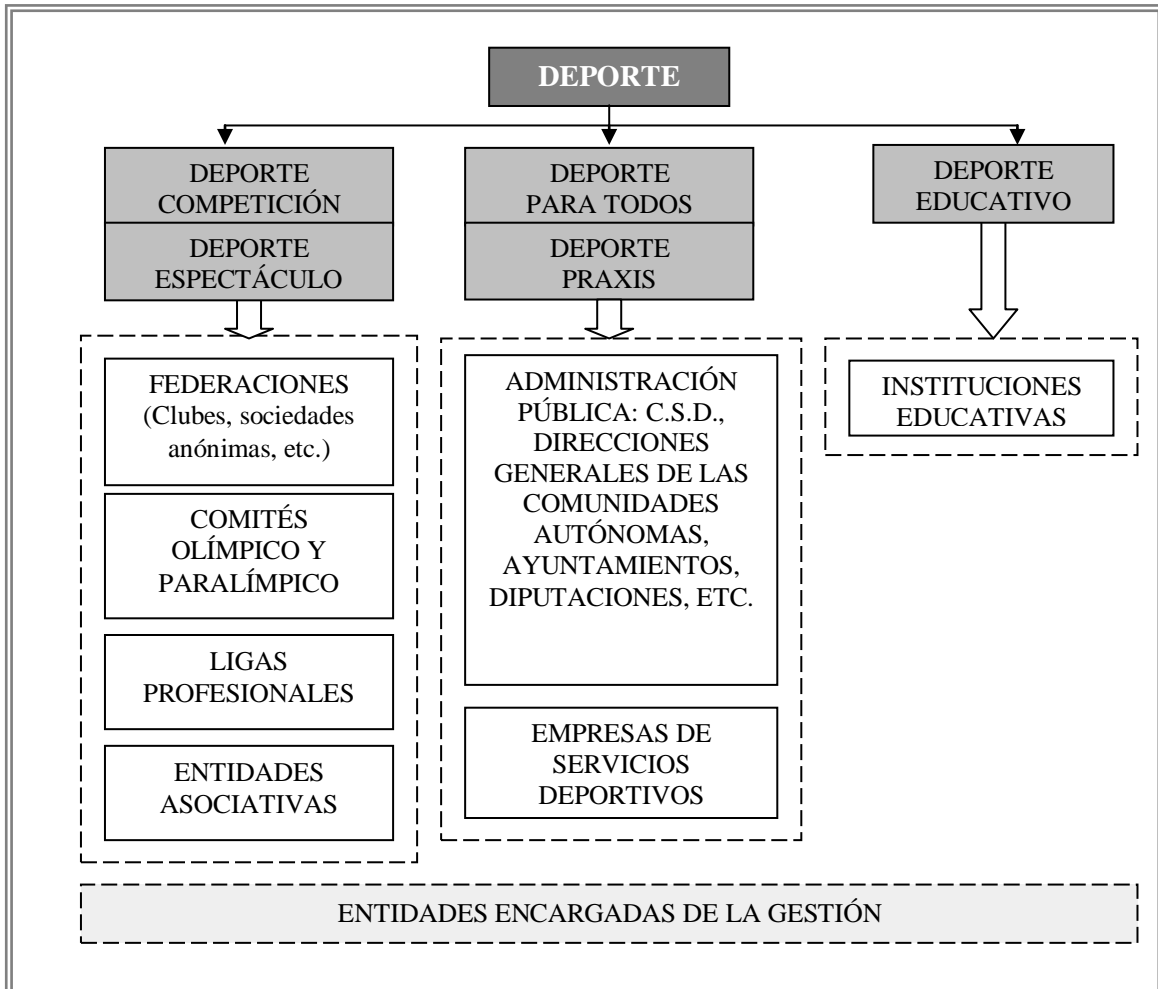 DEPORTE
DEPORTE
COMPETICIÓN
DEPORTE
ESPECTÁCULO
DEPORTE
PARA TODOS
DEPORTE
PRAXIS
DEPORTE
EDUCATIVO
FEDERACIONES
(Clubes, sociedades
anónimas, etc.)
COMITÉS
OLÍMPICO Y
PARALÍMPICO
LIGAS
PROFESIONALES
ENTIDADES
ASOCIATIVAS
ADMINISTRACIÓN
PÚBLICA: C.S.D.,
DIRECCIONES
GENERALES DE LAS
COMUNIDADES
AUTÓNOMAS,
AYUNTAMIENTOS,
DIPUTACIONES, ETC.
EMPRESAS DE
SERVICIOS
DEPORTIVOS
INSTITUCIONES
EDUCATIVAS
ENTIDADES ENCARGADAS DE LA GESTIÓN